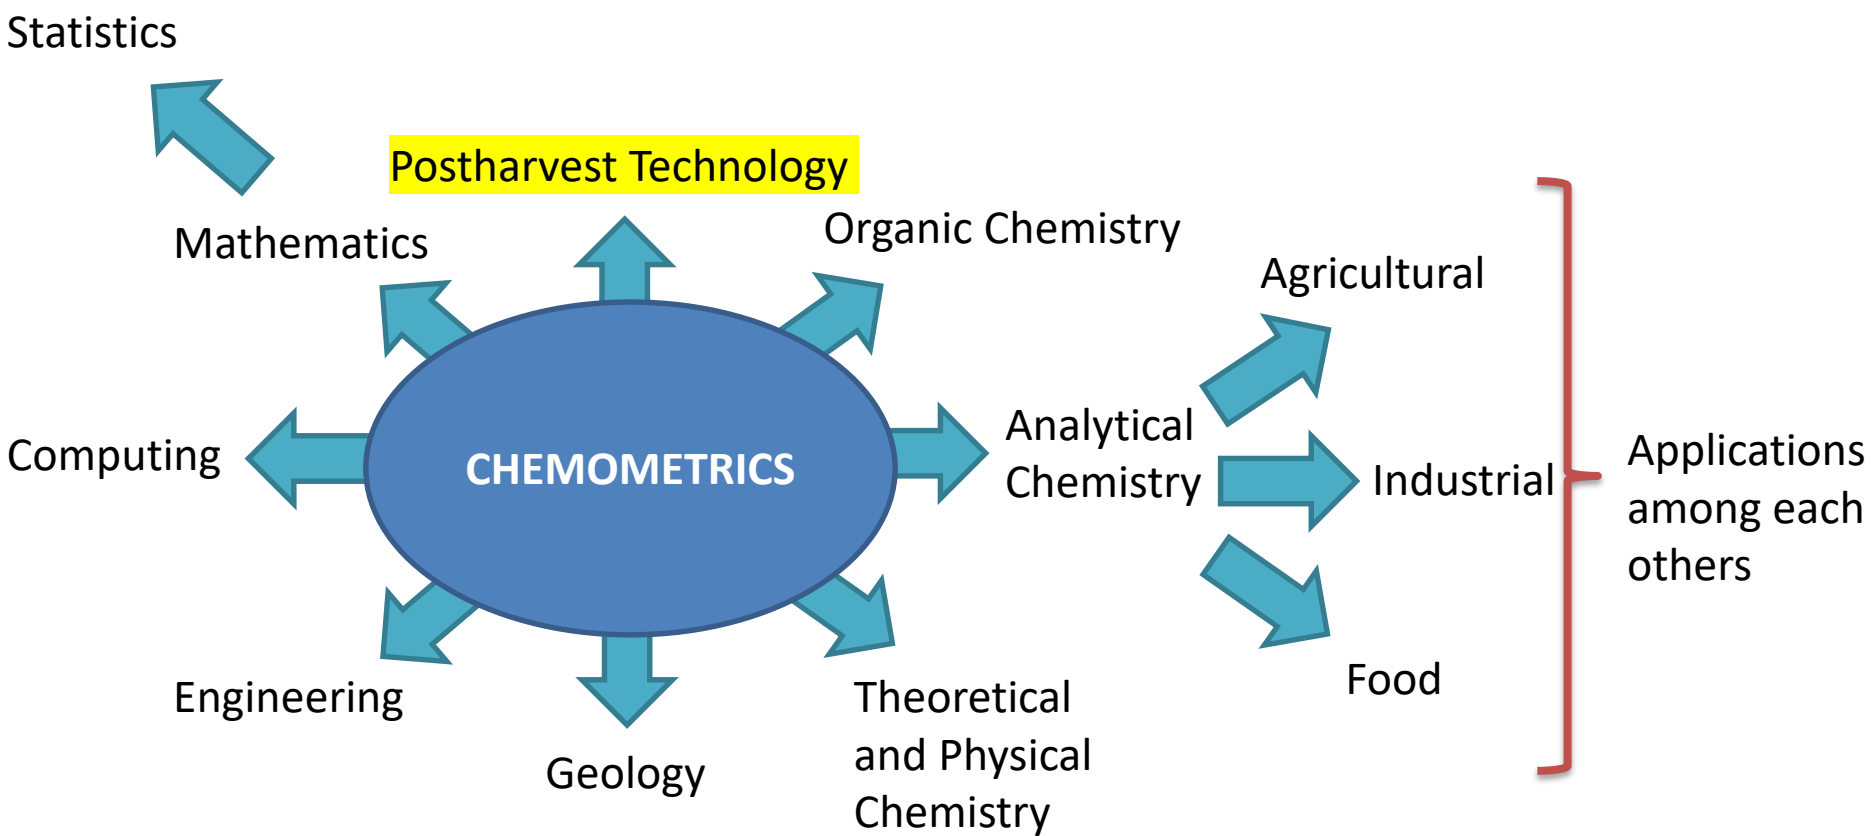 Statistics
Postharvest Technology
Mathematics
Organic Chemistry
Agricultural
Computing
CHEMOMETRICS
Analytical
Chemistry
Industrial
Applications
among each
others
Engineering
Geology
Theoretical
and Physical
Chemistry
Food